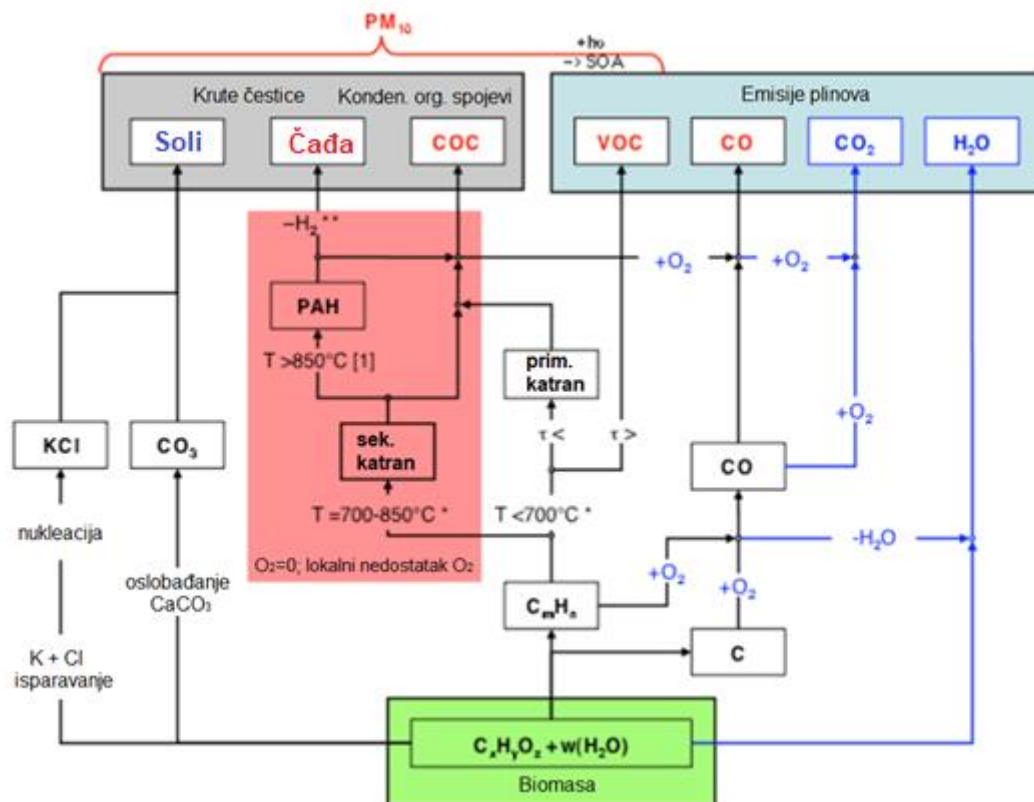 PM₁₀
+hυ
–> SOA
Krute čestice
Konden. org. spojevi
Emisije plinova
Soli
Čađa
COC
VOC
CO
CO₂
H₂O
–H₂ **
+O₂
+O₂
PAH
T >850°C [1]
prim.
katran
+O₂
τ <
τ >
KCl
CO₃
sek.
katran
CO
T =700-850°C *
T <700°C *
nukleacija
-H₂O
O₂=0; lokalni nedostatak O₂
+O₂
+O₂
oslobađanje
CaCO₃
CₘHₙ
C
K + Cl
isparavanje
CₓHᵧO_z + w(H₂O)
Biomasa